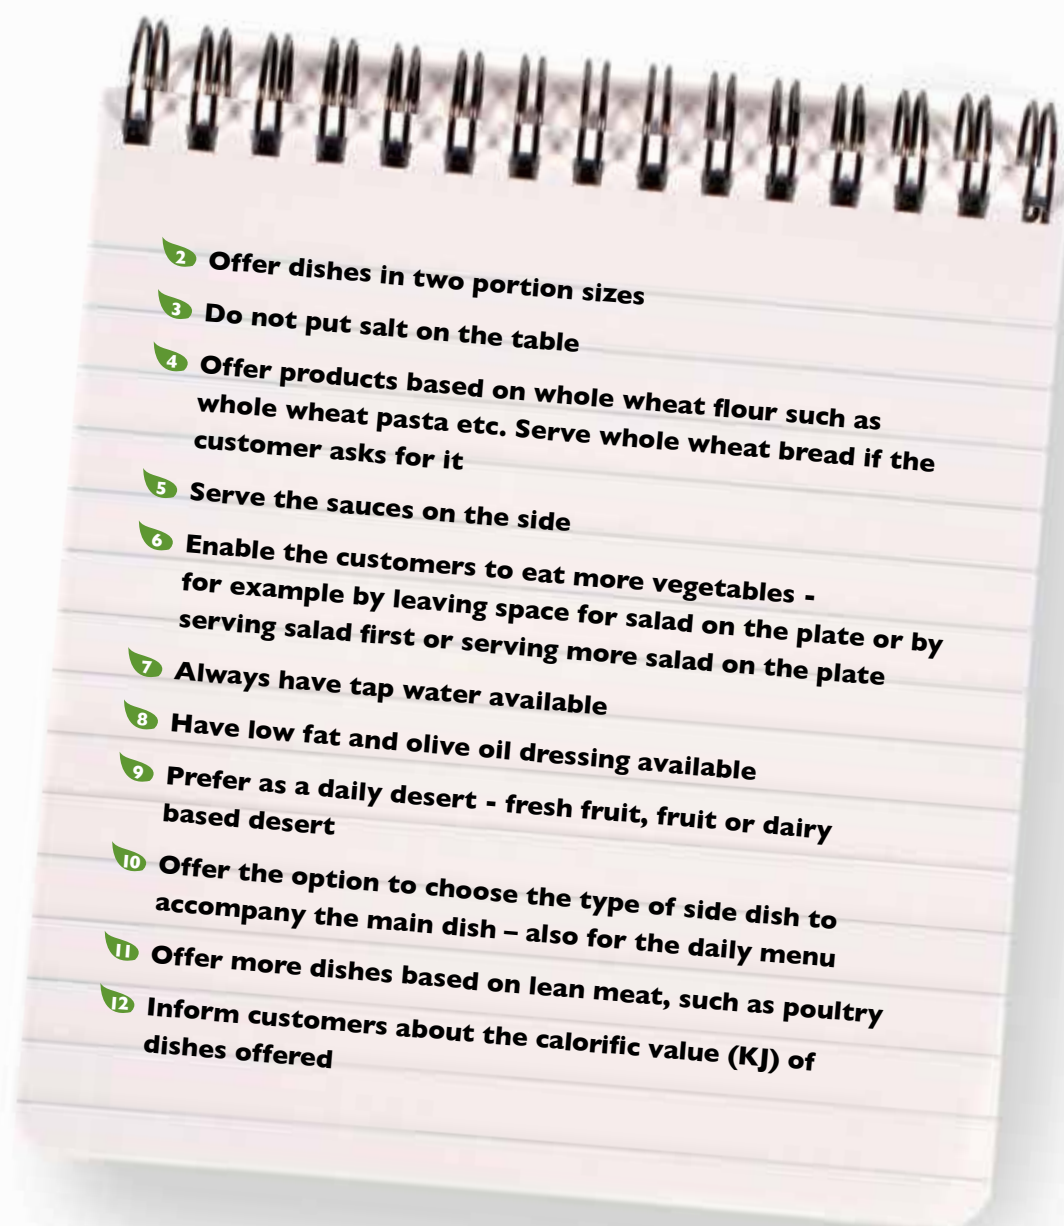 2 Offer dishes in two portion sizes
3 Do not put salt on the table
4 Offer products based on whole wheat flour such as
whole wheat pasta etc. Serve whole wheat bread if the
customer asks for it
5 Serve the sauces on the side
6 Enable the customers to eat more vegetables -
for example by leaving space for salad on the plate or by
serving salad first or serving more salad on the plate
7 Always have tap water available
8 Have low fat and olive oil dressing available
9 Prefer as a daily desert - fresh fruit, fruit or dairy
based desert
10 Offer the option to choose the type of side dish to
accompany the main dish – also for the daily menu
11 Offer more dishes based on lean meat, such as poultry
12 Inform customers about the calorific value (KJ) of
dishes offered